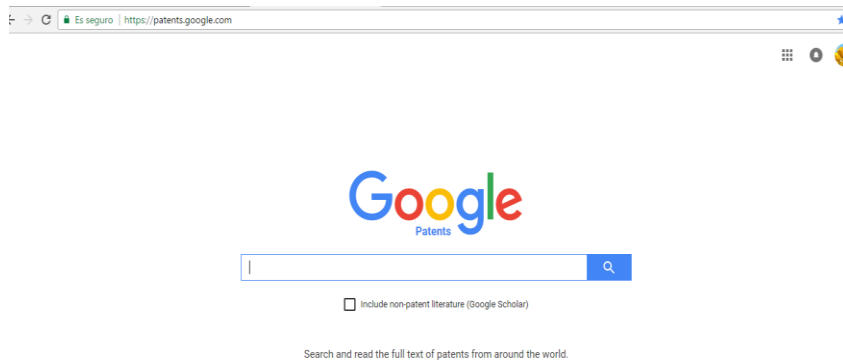 Es seguro | https://patents.google.com
Google
Patents
Include non-patent literature (Google Scholar)
Search and read the full text of patents from around the world.